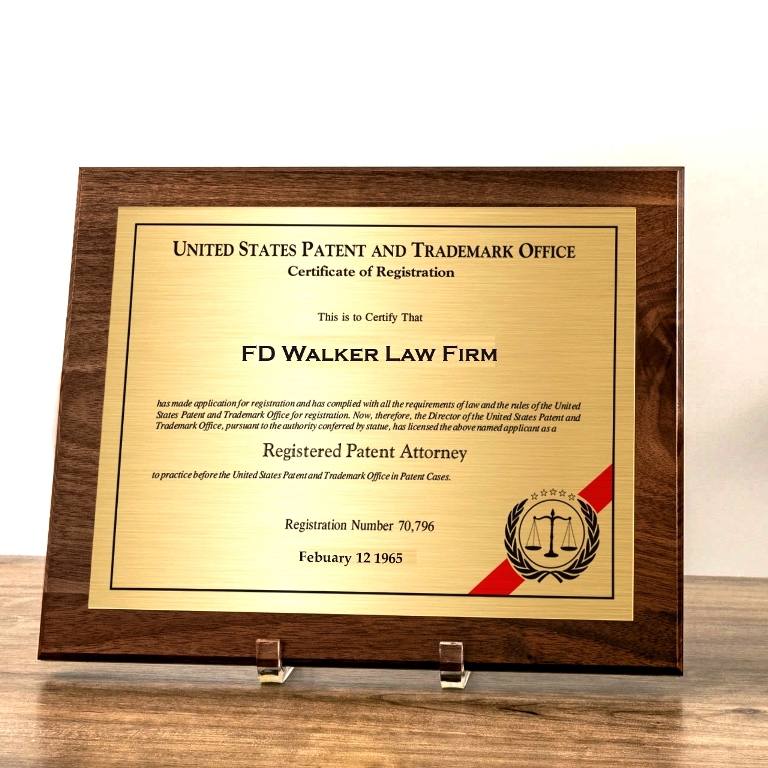 UNITED STATES PATENT AND TRADEMARK OFFICE
Certificate of Registration
This is to Certify That
FD WALKER LAW FIRM
has made application for registration and has complied with all the requirements of law and the rules of the United
States Patent and Trademark Office for registration. Now, therefore, the Director of the United States Patent and
Trademark Office, pursuant to the authority conferred by statue, has licensed the above named applicant as a
Registered Patent Attorney
to practice before the United States Patent and Trademark Office in Patent Cases.
Registration Number 70,796
Febuary 12 1965